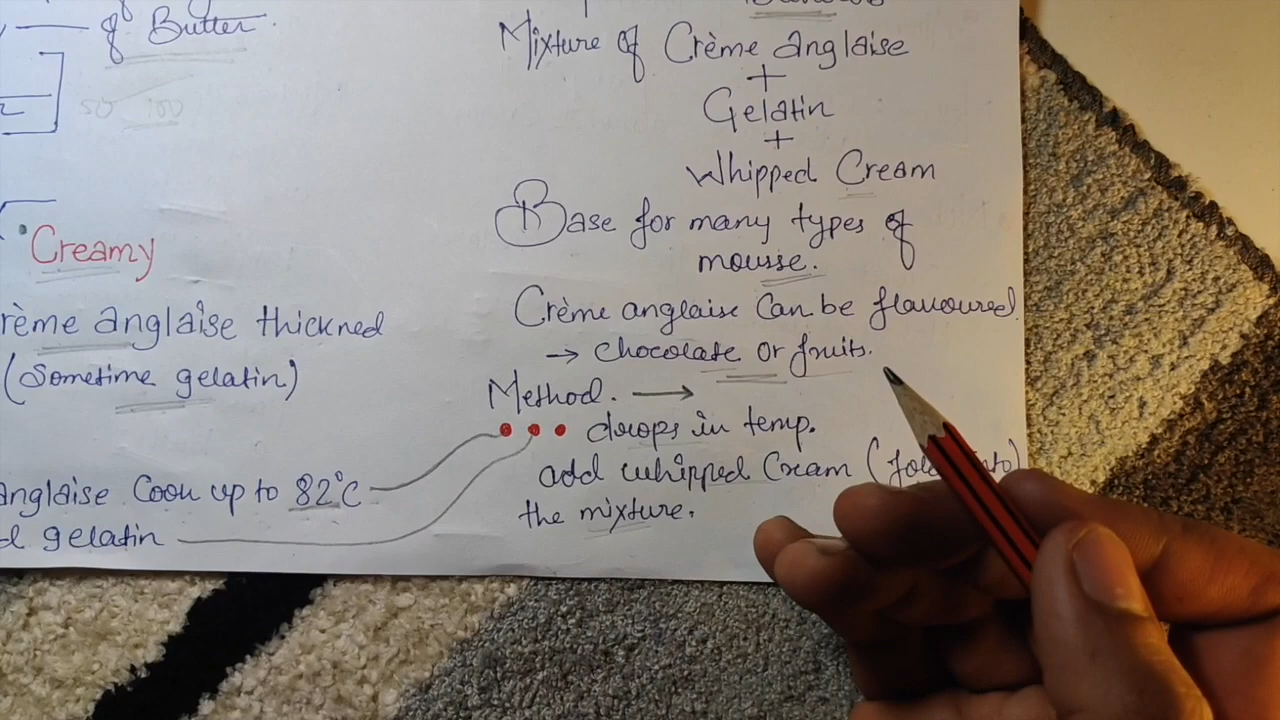 of Butter.
50 100
Creamy
rème anglaise thickned
(Sometime gelatin)
anglaise Cook up to 82°C
gelatin
Mixture of Crème anglaise
+
Gelatin
+
Whipped Cream
Base for many types of
mousse.
Crème anglaise Can be flavoured.
→ chocolate or fruits.
Method. →
drops in temp.
add whipped Cream (fold into)
the mixture.